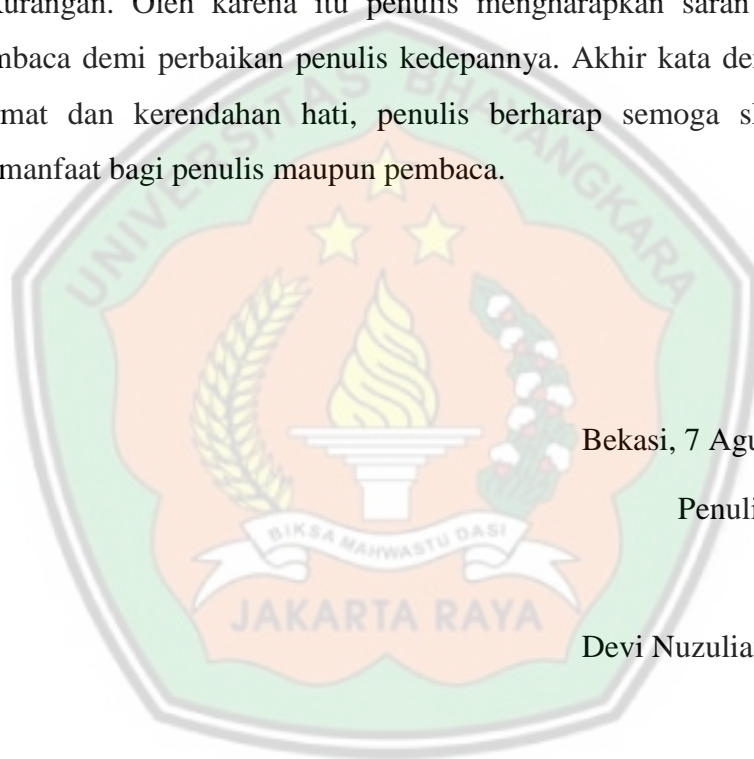 urangan. Oleh karena itu penulis mengharapkan saran
mbaca demi perbaikan penulis kedepannya. Akhir kata de
rmat dan kerendahan hati, penulis berharap semoga s
manfaat bagi penulis maupun pembaca.
UNIVERSITAS BHAYANGKARA
Bekasi, 7 Agu
Penuli
BIKSA MAHWASTU DASI
JAKARTA RAYA
Devi Nuzulia